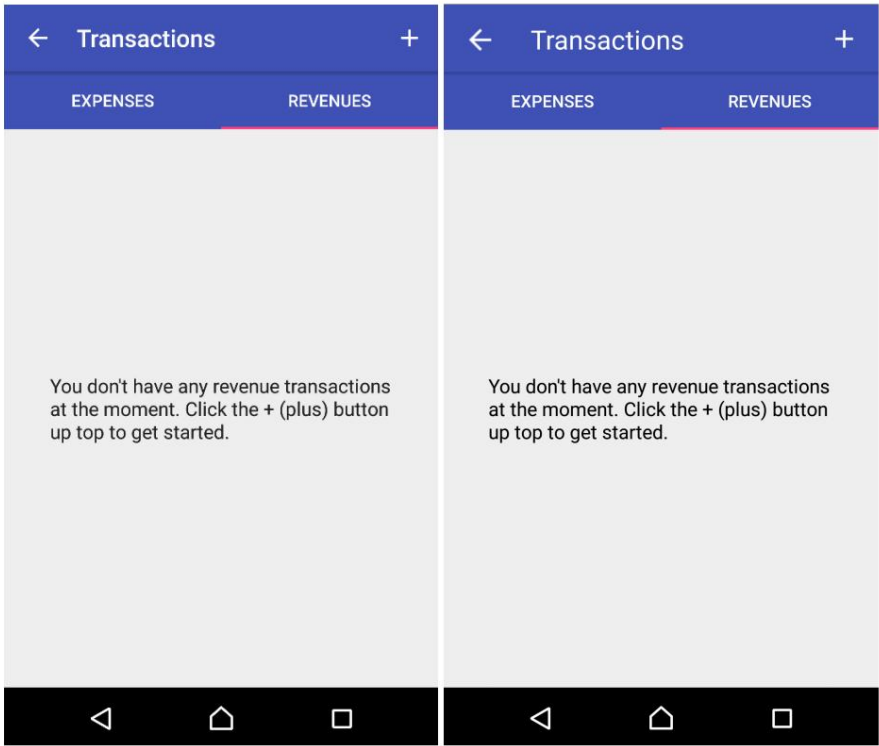 Transactions +
EXPENSES REVENUES
You don't have any revenue transactions
at the moment. Click the + (plus) button
up top to get started.
Transactions +
EXPENSES REVENUES
You don't have any revenue transactions
at the moment. Click the + (plus) button
up top to get started.